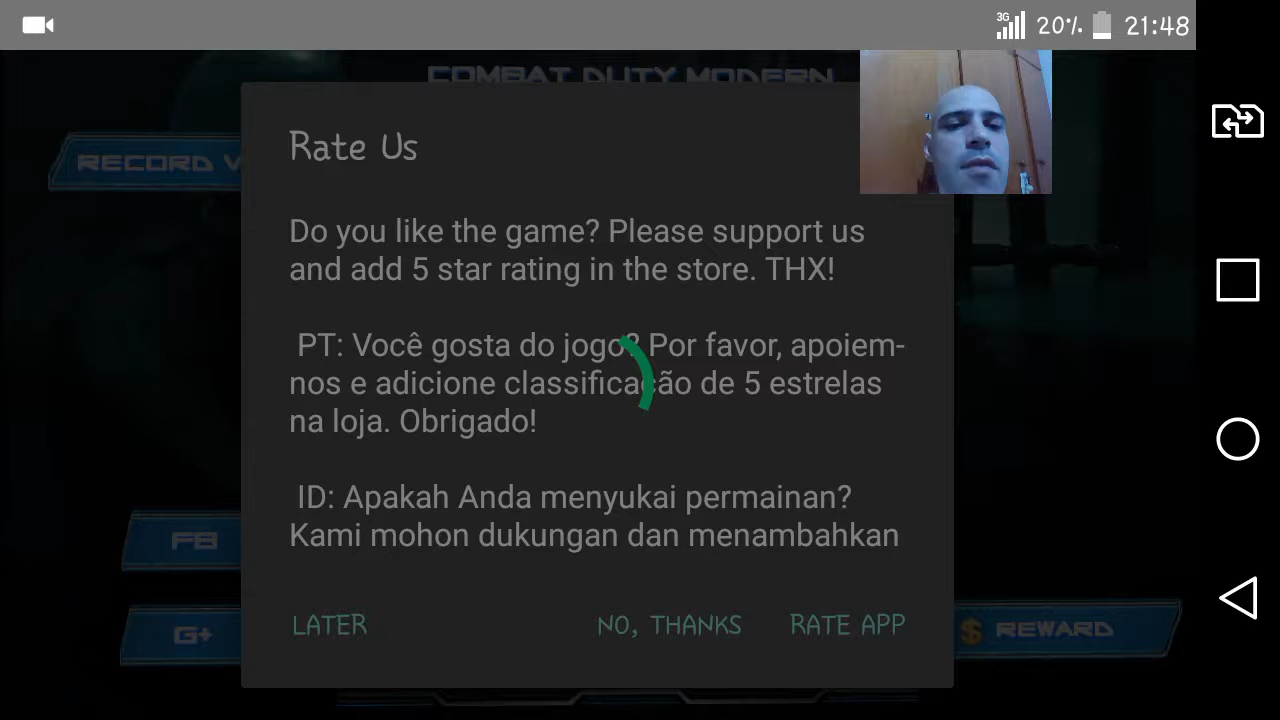 3G 20% 21:48
COMBAT DUTY MODERN
RECORD V
Rate Us
Do you like the game? Please support us
and add 5 star rating in the store. THX!
PT: Você gosta do jogo? Por favor, apoiem-
nos e adicione classificação de 5 estrelas
na loja. Obrigado!
ID: Apakah Anda menyukai permainan?
Kami mohon dukungan dan menambahkan
FB
LATER NO, THANKS RATE APP
G+
$ REWARD